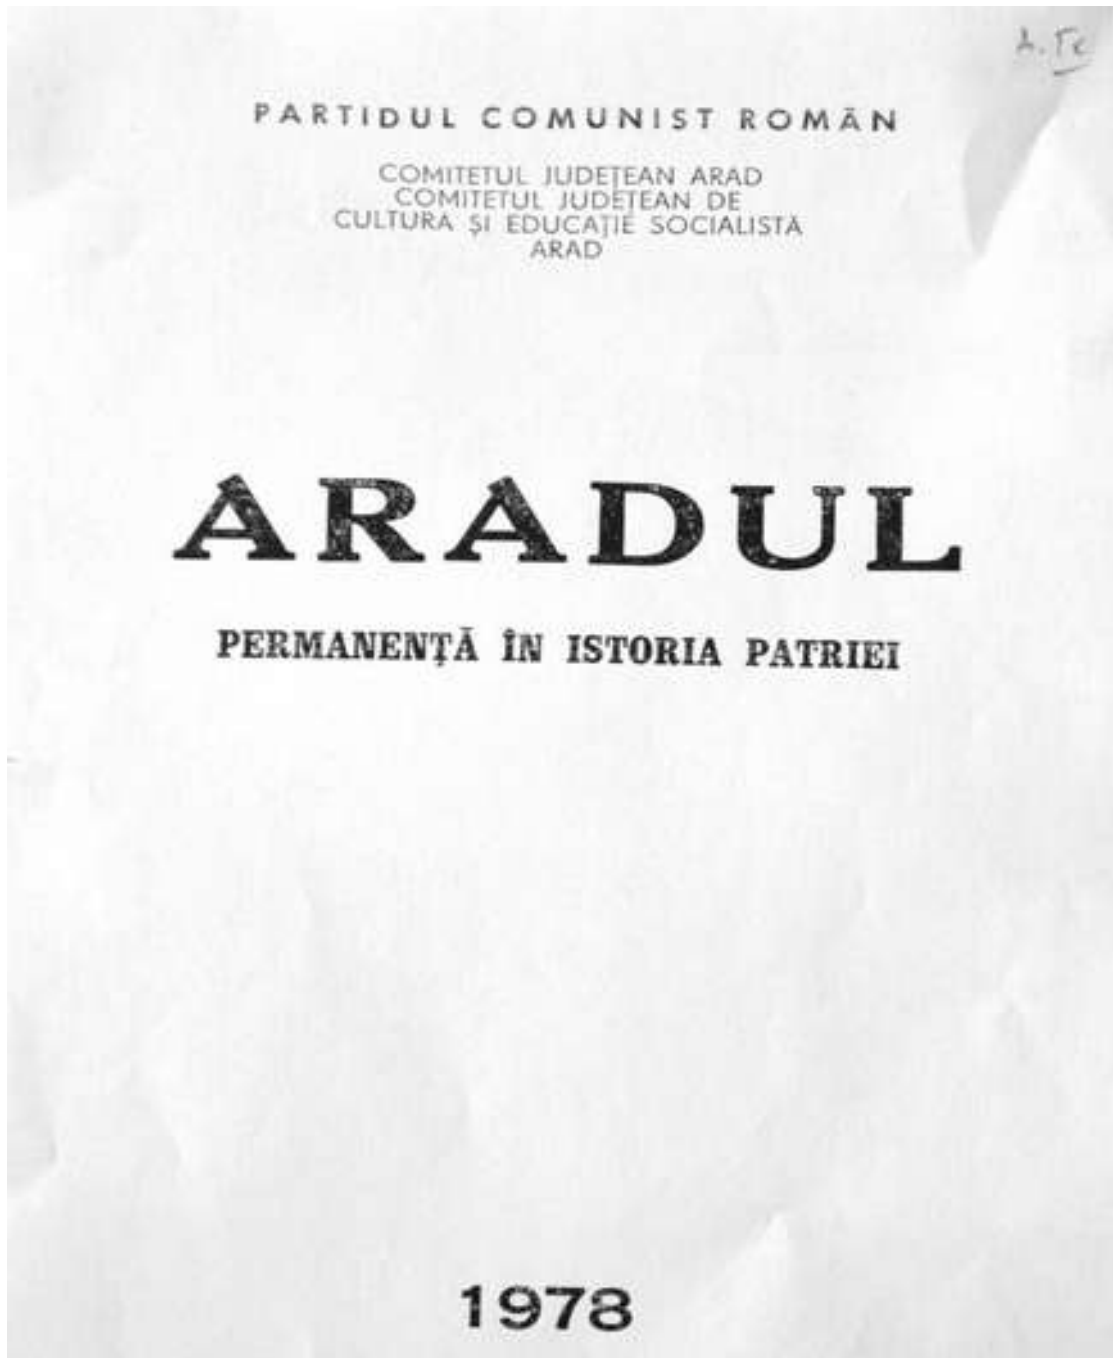 PARTIDUL COMUNIST ROMÂN
COMITETUL JUDEȚEAN ARAD
COMITETUL JUDEȚEAN DE
CULTURA ȘI EDUCAȚIE SOCIALISTĂ
ARAD
ARADUL
PERMANENȚĂ ÎN ISTORIA PATRIEI
1978